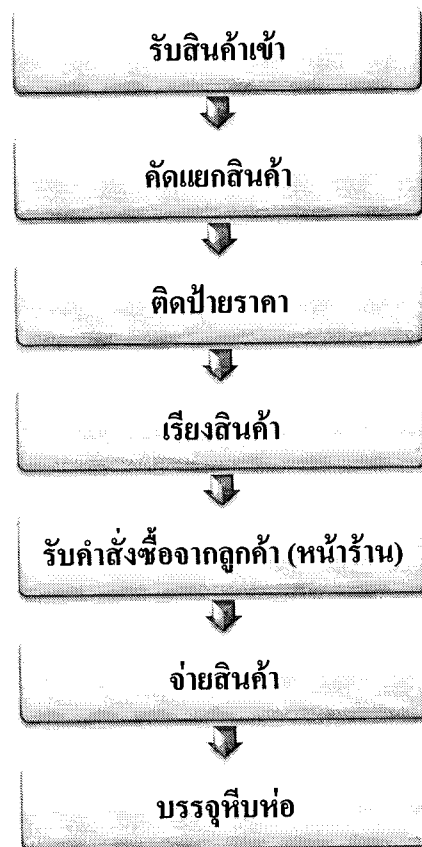 รับสินค้าเข้า
คัดแยกสินค้า
ติดป้ายราคา
เรียงสินค้า
รับคำสั่งซื้อจากลูกค้า (หน้าร้าน)
จ่ายสินค้า
บรรจุหีบห่อ